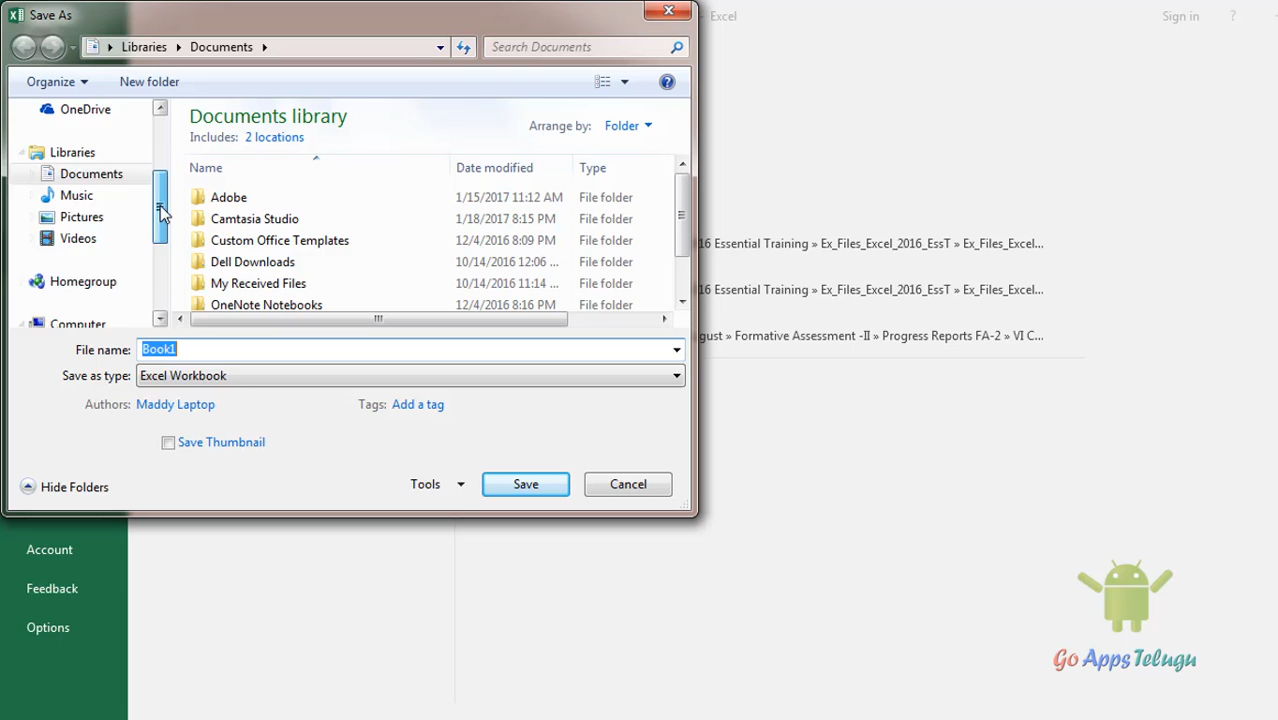 Save As
- Excel
Sign in
?
Libraries
Documents
Search Documents
Organize
New folder
?
OneDrive
Libraries
Documents
Music
Pictures
Videos
Homegroup
Computer
Documents library
Includes: 2 locations
Arrange by: Folder
Name Date modified Type
Adobe 1/15/2017 11:12 AM File folder
Camtasia Studio 1/18/2017 8:15 PM File folder
Custom Office Templates 12/4/2016 8:09 PM File folder
Dell Downloads 10/14/2016 12:06 ... File folder
My Received Files 10/14/2016 11:14 ... File folder
OneNote Notebooks 12/4/2016 8:16 PM File folder
16 Essential Training » Ex_Files_Excel_2016_EssT » Ex_Files_Excel...
16 Essential Training » Ex_Files_Excel_2016_EssT » Ex_Files_Excel...
gust » Formative Assessment -II » Progress Reports FA-2 » VI C...
File name: Book1
Save as type: Excel Workbook
Authors: Maddy Laptop
Tags: Add a tag
Save Thumbnail
Hide Folders
Tools
Save
Cancel
Account
Feedback
Options
Go AppsTelugu